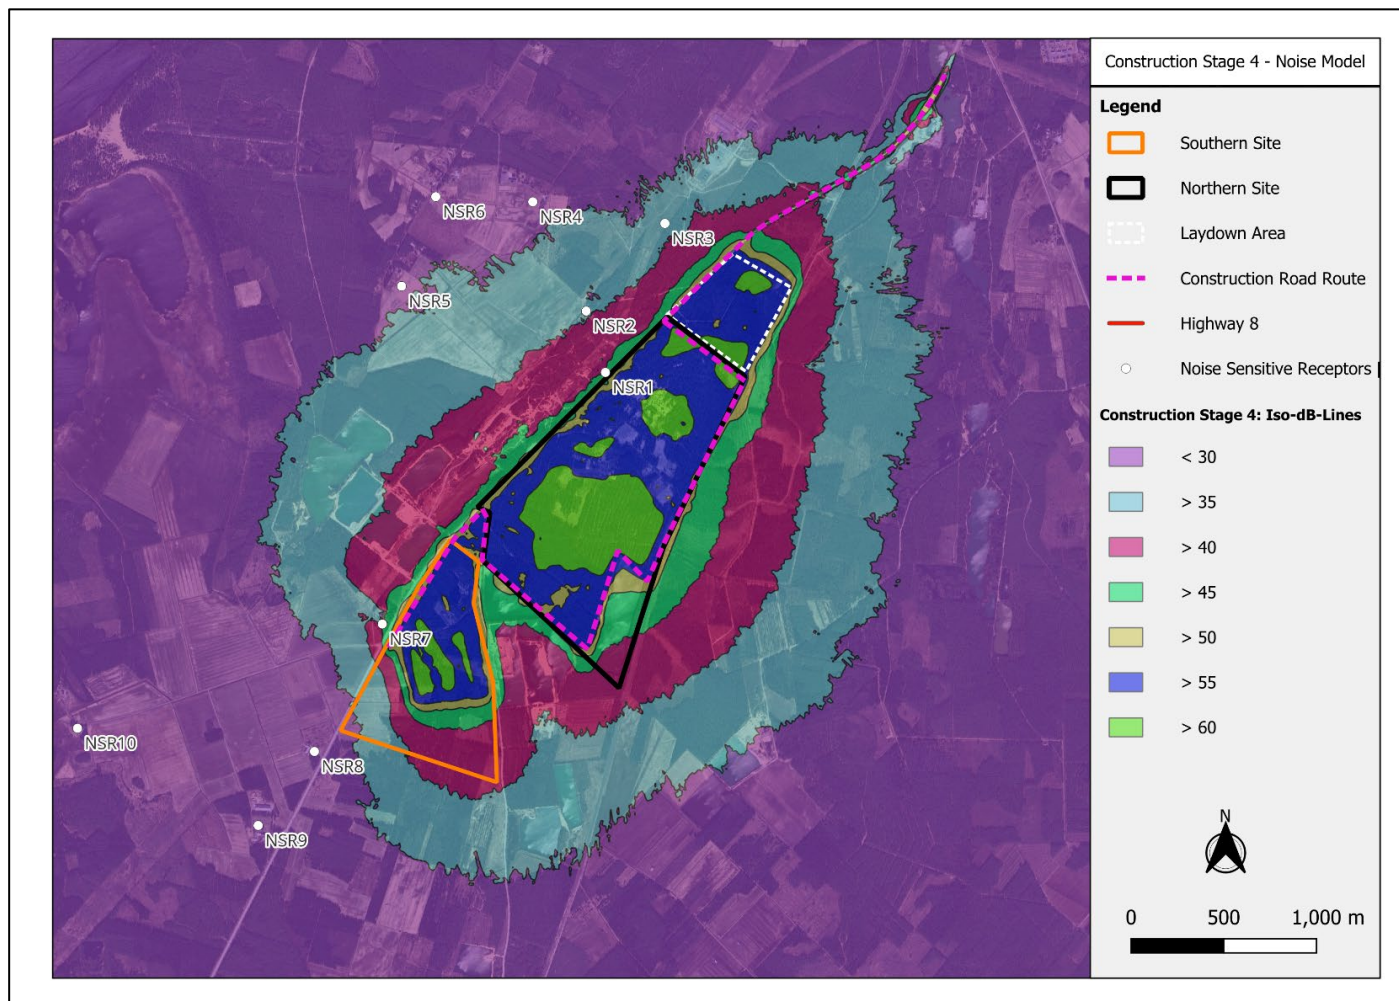 Construction Stage 4 - Noise Model
Legend
Southern Site
Northern Site
Laydown Area
Construction Road Route
Highway 8
Noise Sensitive Receptors |
Construction Stage 4: Iso-dB-Lines
< 30
> 35
> 40
> 45
> 50
> 55
> 60
N
0 500 1,000 m
NSR6
NSR4
NSR3
NSR5
NSR2
NSR1
NSR7
NSR10
NSR8
NSR9